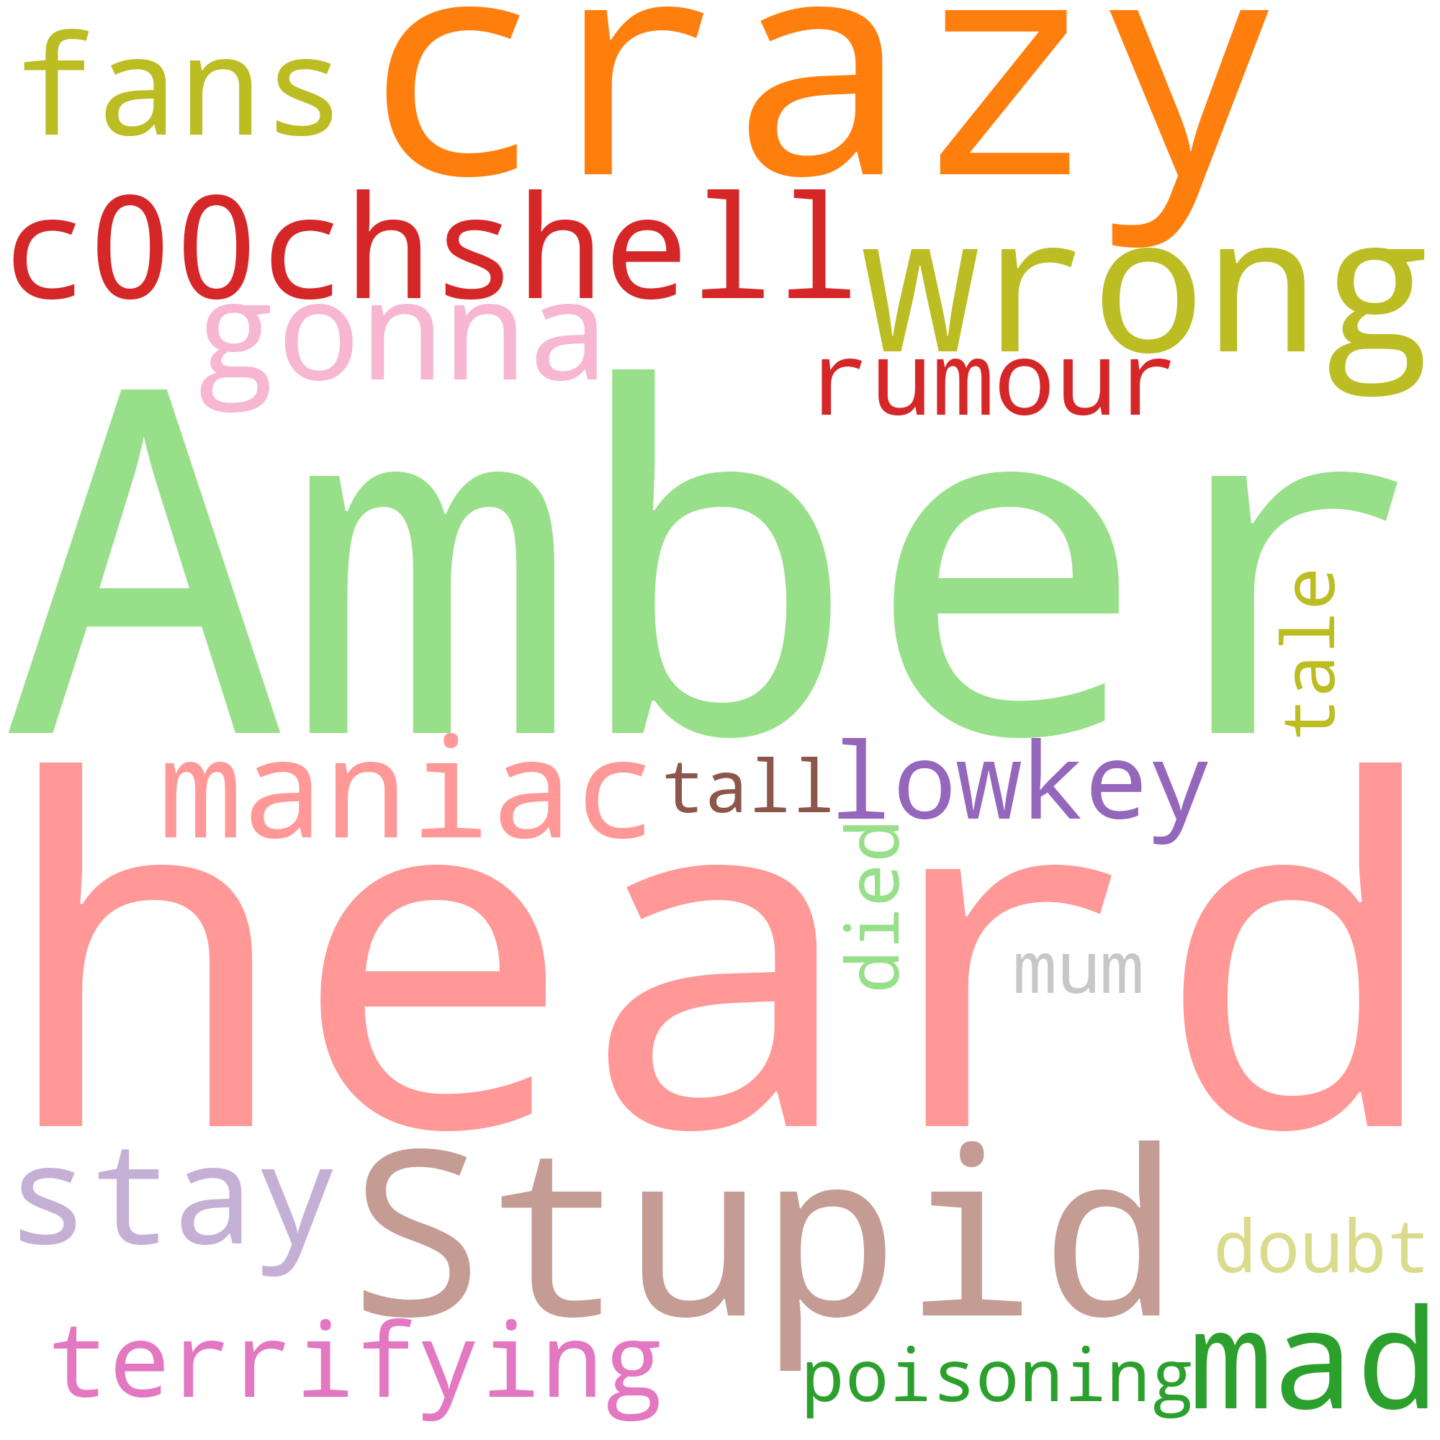 fans
crazy
c00chshell
wrong
gonna
rumour
Amber
tale
maniac
tall
lowkey
heard
died
mum
stay
Stupid
doubt
terrifying
poisoning
mad